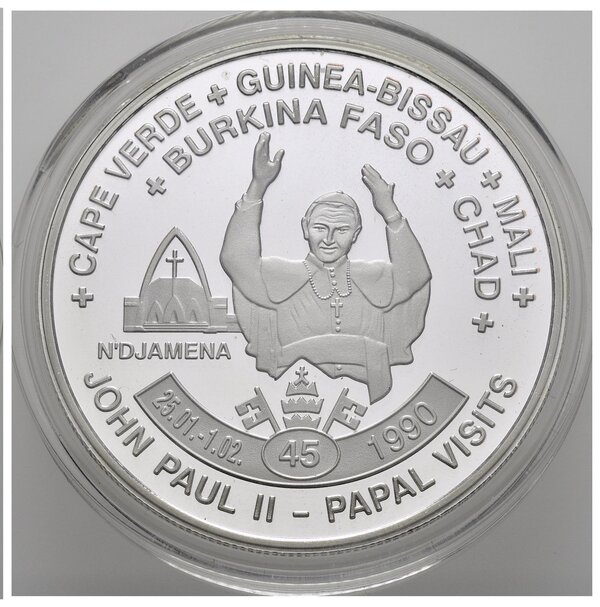 + CAPE VERDE + GUINEA-BISSAU + MALI +
+ BURKINA FASO + CHAD +
N'DJAMENA
25.01.-1.02. 45 1990
JOHN PAUL II - PAPAL VISITS